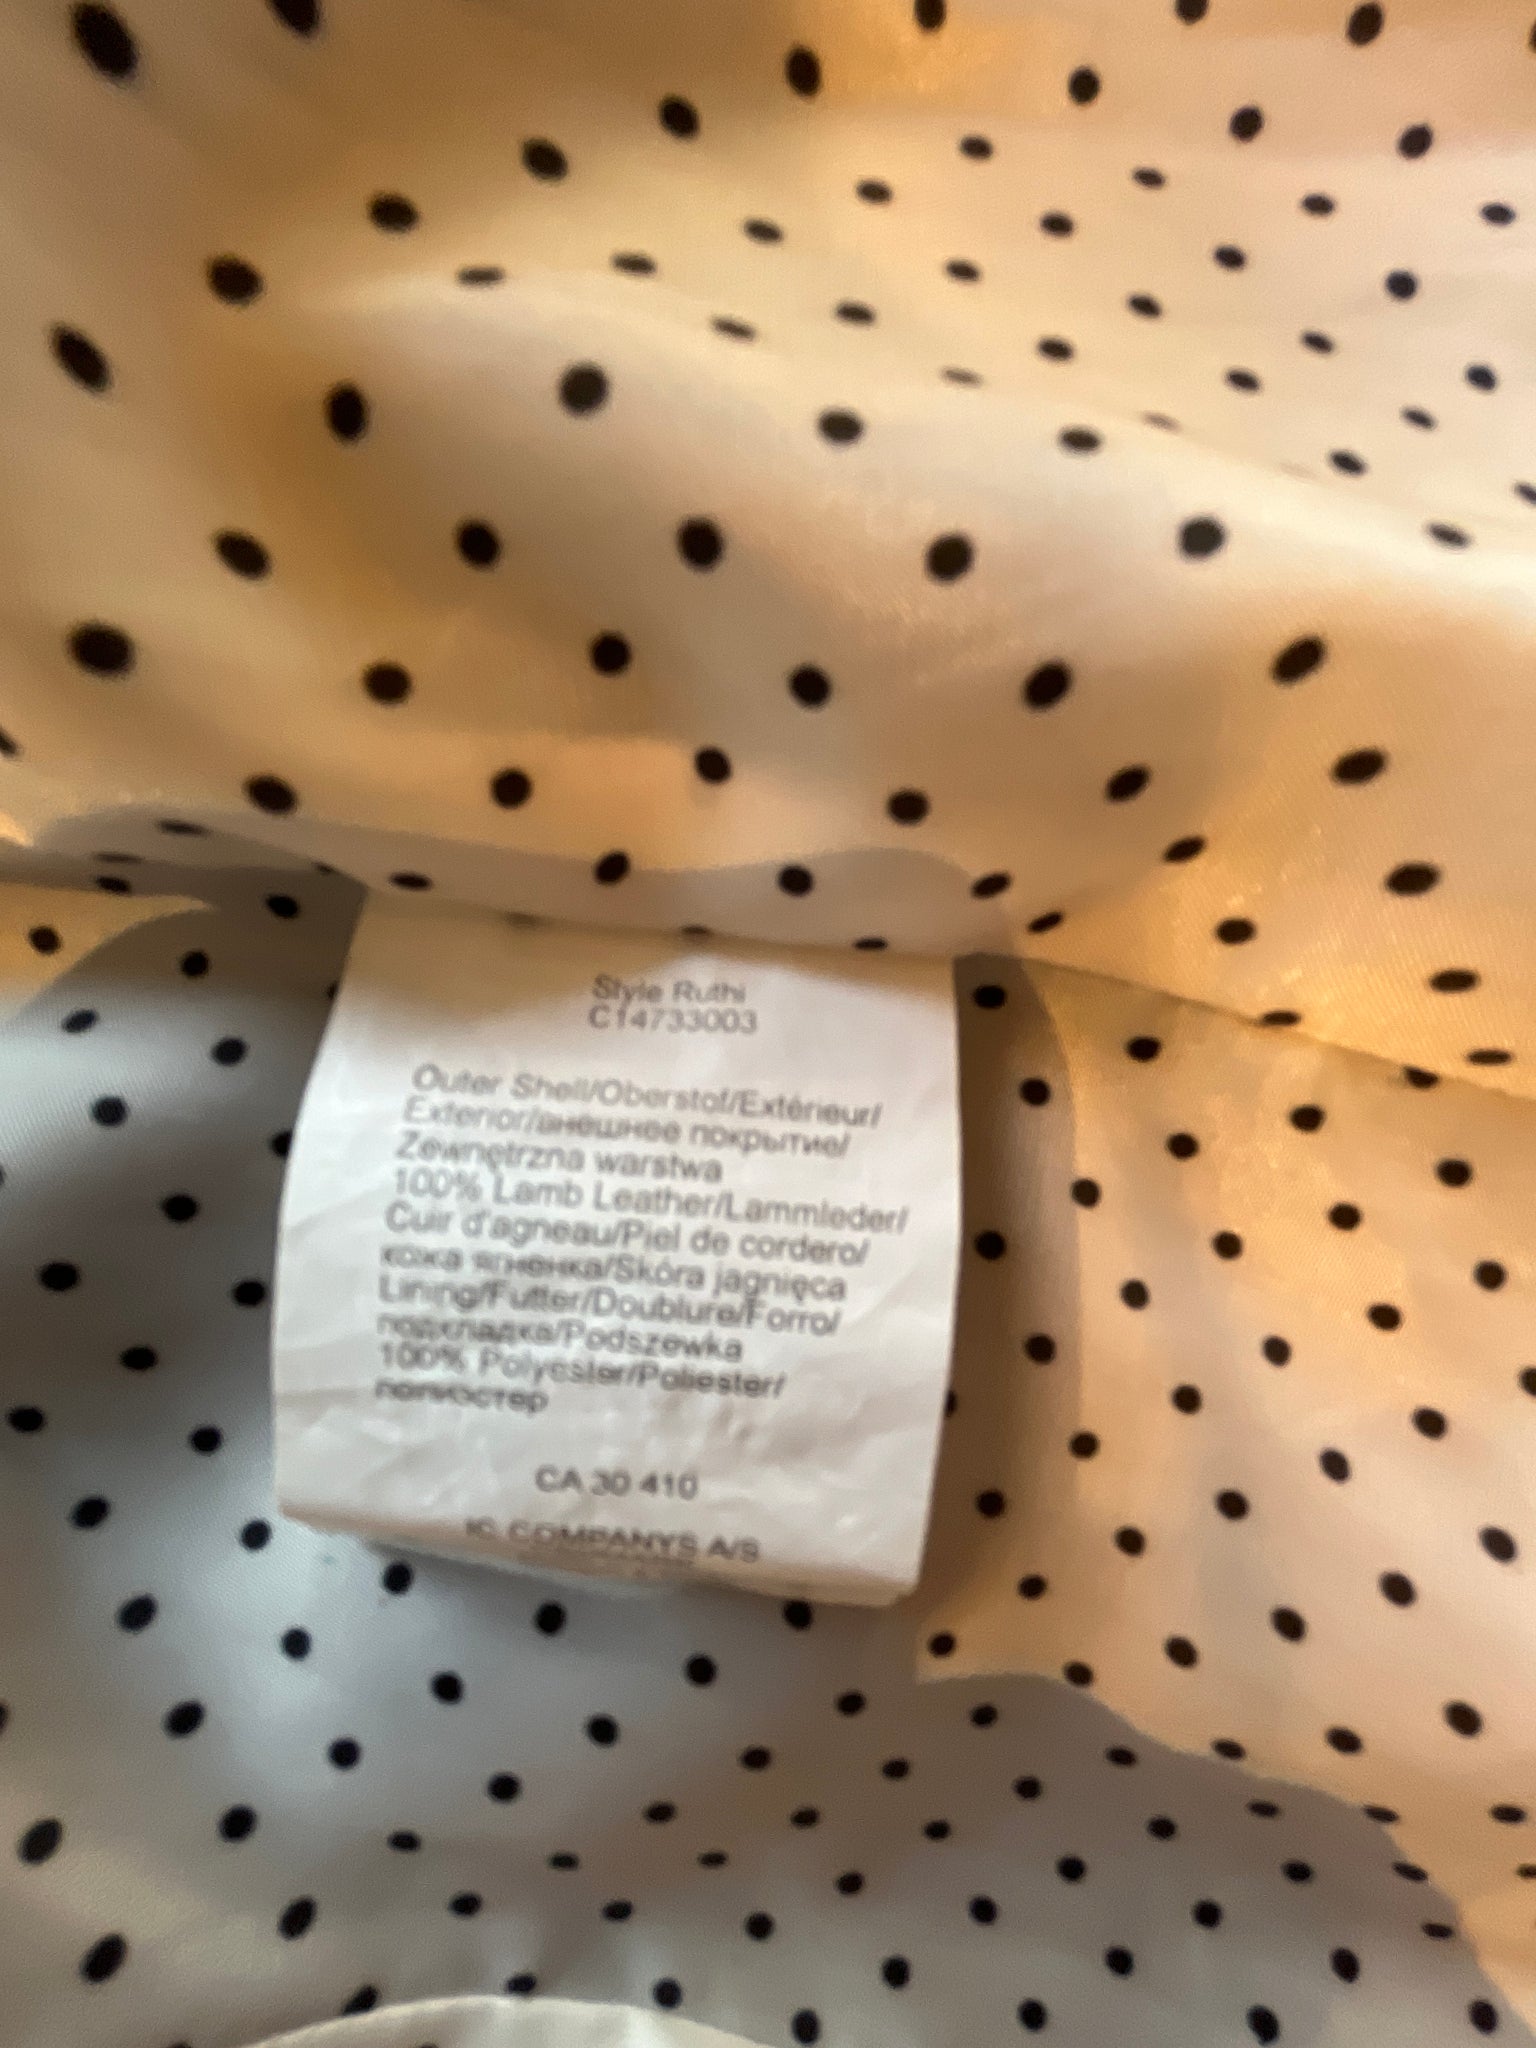 Style Ruthi
C14733003
Outer Shell/Oberstof/Extérieur/
Exterior/внешнее покрытие/
Zewnętrzna warstwa
100% Lamb Leather/Lammleder/
Cuir d'agneau/Piel de cordero/
кожа ягненка/Skóra jagnięca
Lining/Futter/Doublure/Forro/
подкладка/Podszewka
100% Polyester/Poliester/
полиэстер
CA 30 410
IC COMPANYS A/S